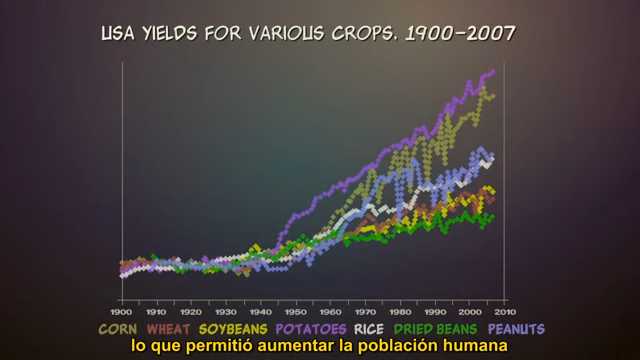 USA YIELDS FOR VARIOUS CROPS. 1900-2007
1900 1910 1920 1930 1940 1950 1960 1970 1980 1990 2000 2010
CORN WHEAT SOYBEANS POTATOES RICE DRIED BEANS PEANUTS
lo que permitió aumentar la población humana